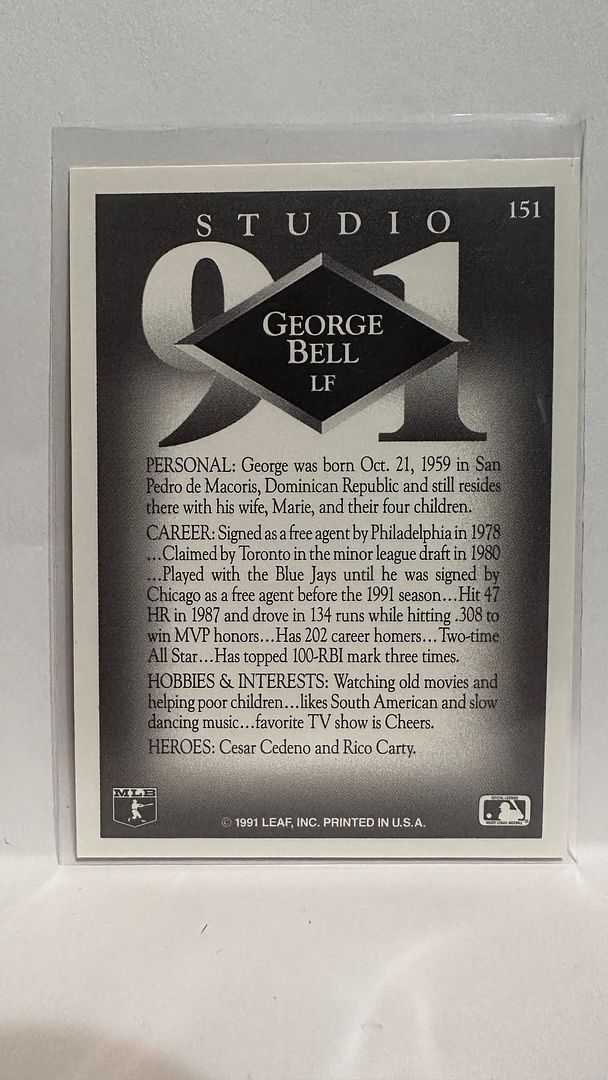 151
STUDIO
91
GEORGE
BELL
LF
PERSONAL: George was born Oct. 21, 1959 in San
Pedro de Macoris, Dominican Republic and still resides
there with his wife, Marie, and their four children.
CAREER: Signed as a free agent by Philadelphia in 1978
...Claimed by Toronto in the minor league draft in 1980
...Played with the Blue Jays until he was signed by
Chicago as a free agent before the 1991 season...Hit 47
HR in 1987 and drove in 134 runs while hitting .308 to
win MVP honors...Has 202 career homers...Two-time
All Star...Has topped 100-RBI mark three times.
HOBBIES & INTERESTS: Watching old movies and
helping poor children...likes South American and slow
dancing music...favorite TV show is Cheers.
HEROES: Cesar Cedeno and Rico Carty.
MLB
© 1991 LEAF, INC. PRINTED IN U.S.A.